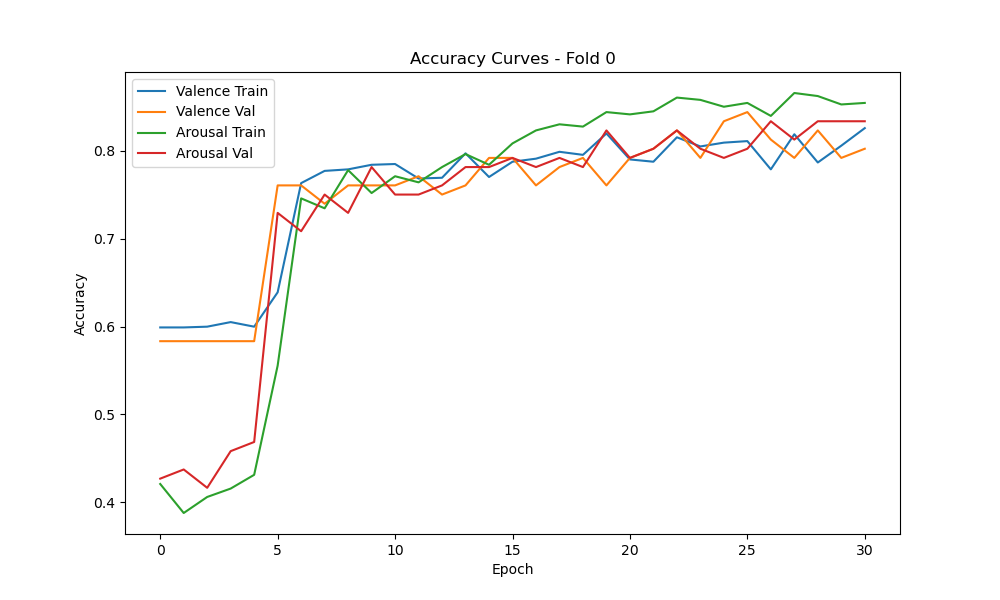 Accuracy Curves - Fold 0
Valence Train
Valence Val
Arousal Train
Arousal Val
0.8
0.7
0.6
0.5
0.4
Accuracy
0 5 10 15 20 25 30
Epoch